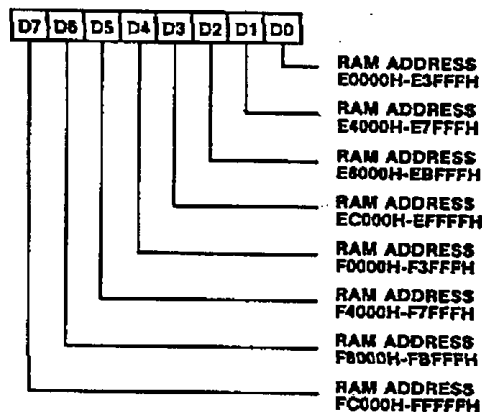 D7 D6 D5 D4 D3 D2 D1 D0
RAM ADDRESS
E0000H-E3FFFH
RAM ADDRESS
E4000H-E7FFFH
RAM ADDRESS
E8000H-EBFFFH
RAM ADDRESS
EC000H-EFFFFH
RAM ADDRESS
F0000H-F3FFFH
RAM ADDRESS
F4000H-F7FFFH
RAM ADDRESS
F8000H-FBFFFH
RAM ADDRESS
FC000H-FFFFFH